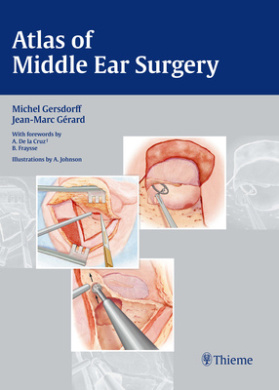 Atlas of
Middle Ear Surgery
Michel Gersdorff
Jean-Marc Gérard
With forewords by
A. De la Cruz†
B. Fraysse
Illustrations by A. Johnson
Thieme